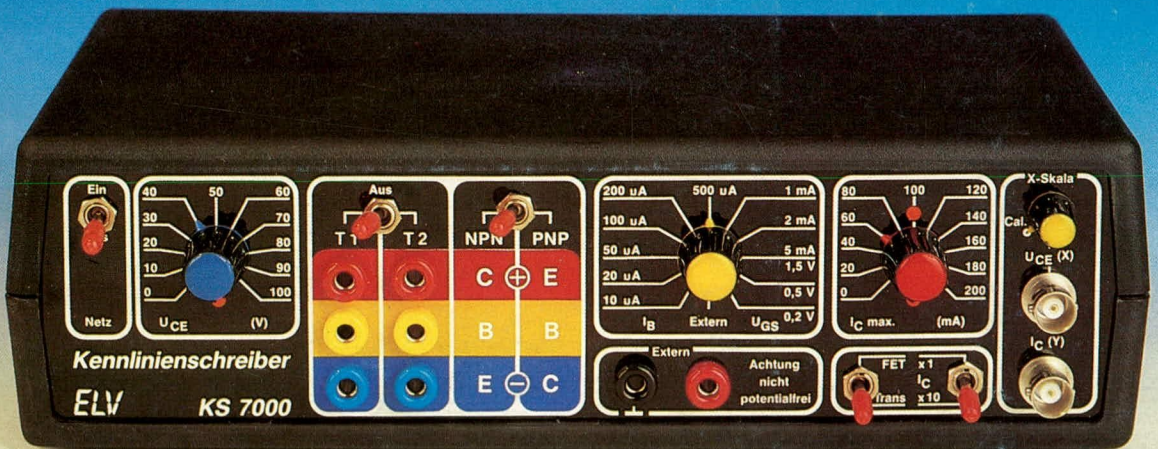 Ein
Netz
40 50 60
30 70
20 80
10 90
0 100
UCE (V)
Kennlinienschreiber
ELV KS 7000
Aus
T1 T2
NPN PNP
C + E
B B
E − C
200 uA 500 uA 1 mA
100 uA 2 mA
50 uA 5 mA
1,5 V
20 uA 0,5 V
10 uA 0,2 V
IB Extern UGS
Extern
Achtung
nicht
potentialfrei
80 100 120
60 140
40 160
20 180
0 200
IC max. (mA)
FET x1
IC
Trans x10
X-Skala
Cal.
UCE (X)
IC (Y)